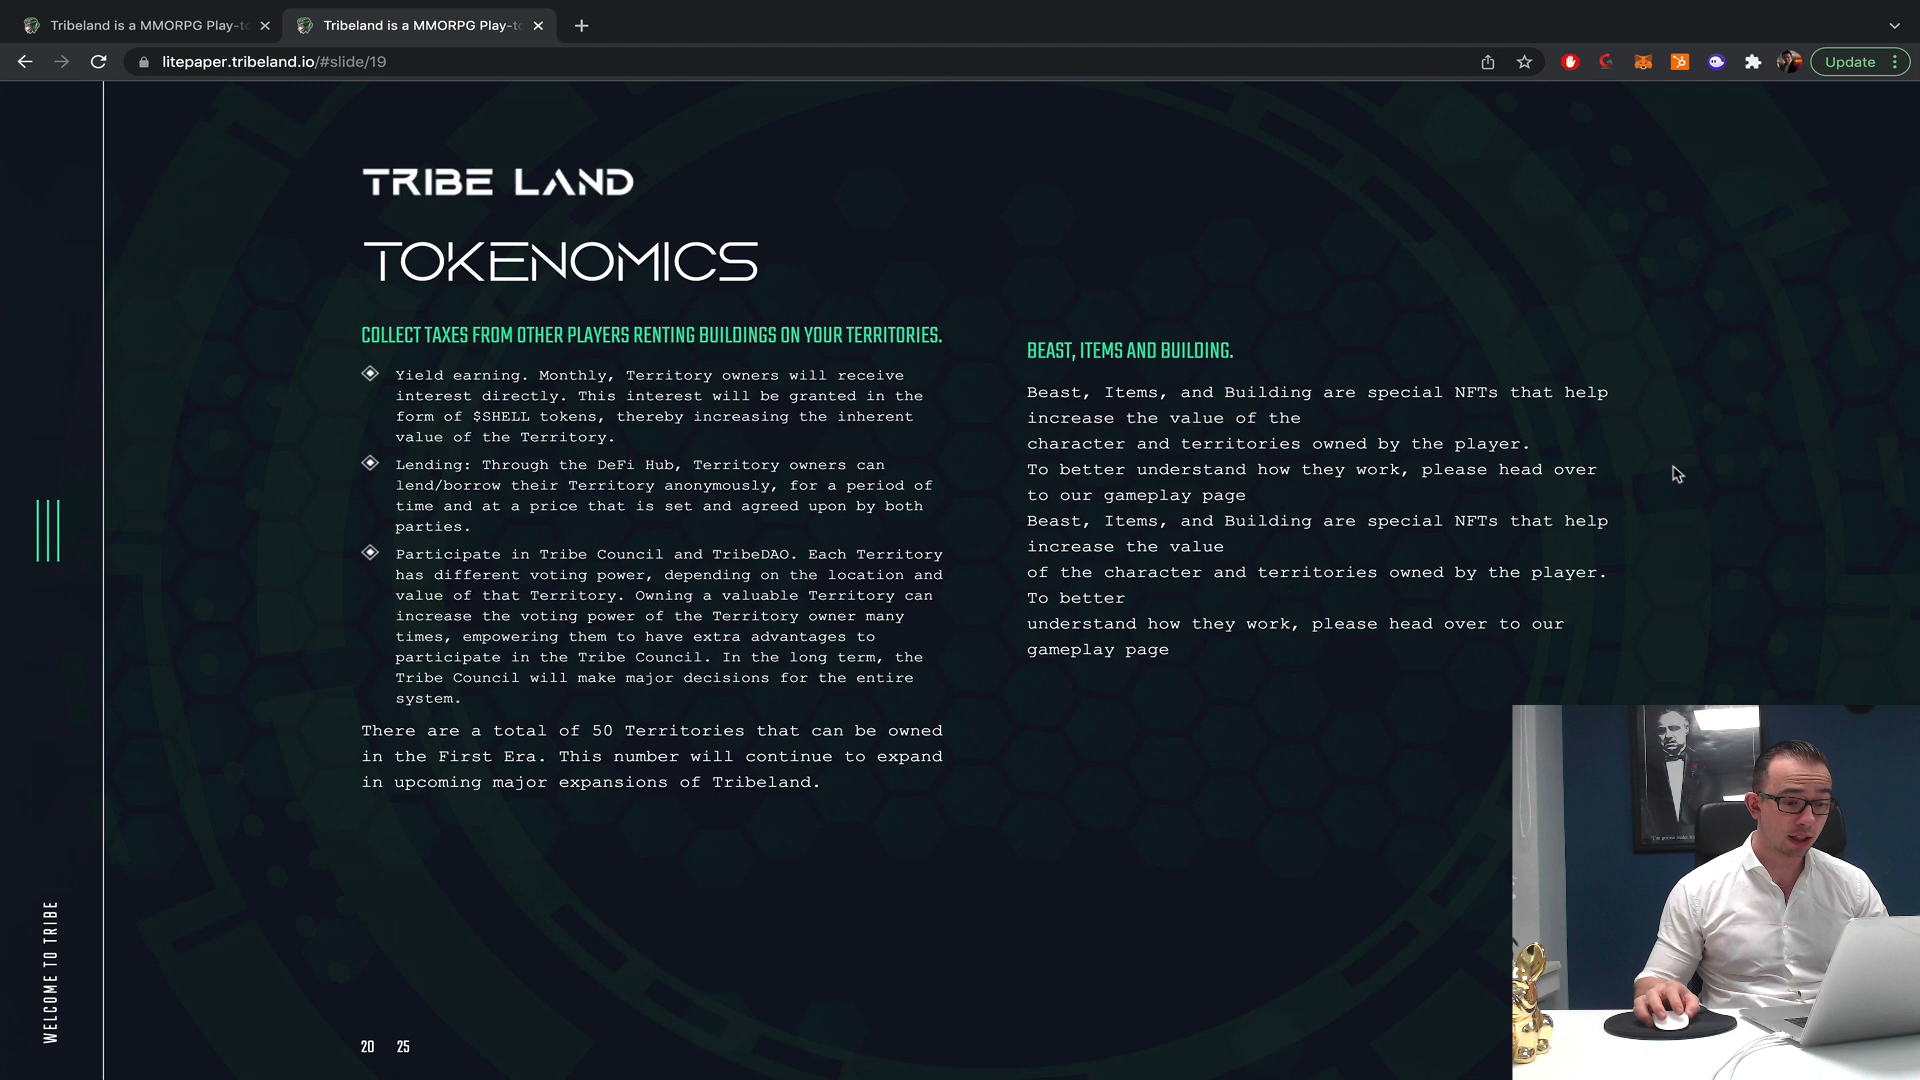 Tribeland is a MMORPG Play-to
Tribeland is a MMORPG Play-to
litepaper.tribeland.io/#slide/19
Update
TRIBE LAND
TOKENOMICS
COLLECT TAXES FROM OTHER PLAYERS RENTING BUILDINGS ON YOUR TERRITORIES.
Yield earning. Monthly, Territory owners will receive
interest directly. This interest will be granted in the
form of $SHELL tokens, thereby increasing the inherent
value of the Territory.
Lending: Through the DeFi Hub, Territory owners can
lend/borrow their Territory anonymously, for a period of
time and at a price that is set and agreed upon by both
parties.
Participate in Tribe Council and TribeDAO. Each Territory
has different voting power, depending on the location and
value of that Territory. Owning a valuable Territory can
increase the voting power of the Territory owner many
times, empowering them to have extra advantages to
participate in the Tribe Council. In the long term, the
Tribe Council will make major decisions for the entire
system.
There are a total of 50 Territories that can be owned
in the First Era. This number will continue to expand
in upcoming major expansions of Tribeland.
BEAST, ITEMS AND BUILDING.
Beast, Items, and Building are special NFTs that help
increase the value of the
character and territories owned by the player.
To better understand how they work, please head over
to our gameplay page
Beast, Items, and Building are special NFTs that help
increase the value
of the character and territories owned by the player.
To better
understand how they work, please head over to our
gameplay page
WELCOME TO TRIBE
20 25